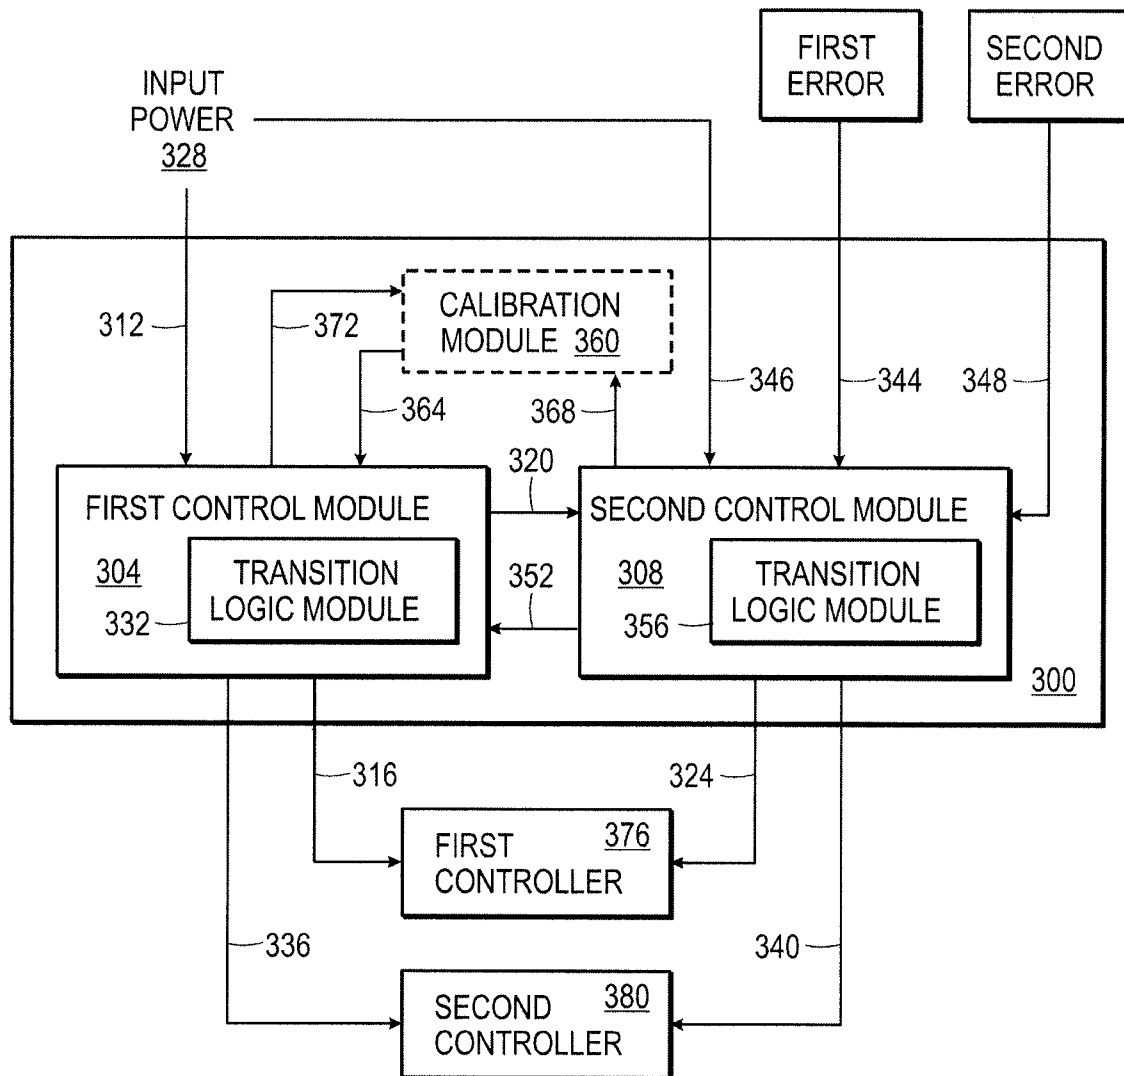 FIRST
ERROR
SECOND
ERROR
INPUT
POWER
328
312
372
CALIBRATION
MODULE 360
364
368
346
344
348
FIRST CONTROL MODULE
304
TRANSITION
LOGIC MODULE
332
320
352
SECOND CONTROL MODULE
308
TRANSITION
LOGIC MODULE
356
300
316
324
FIRST
CONTROLLER
376
336
340
SECOND
CONTROLLER
380